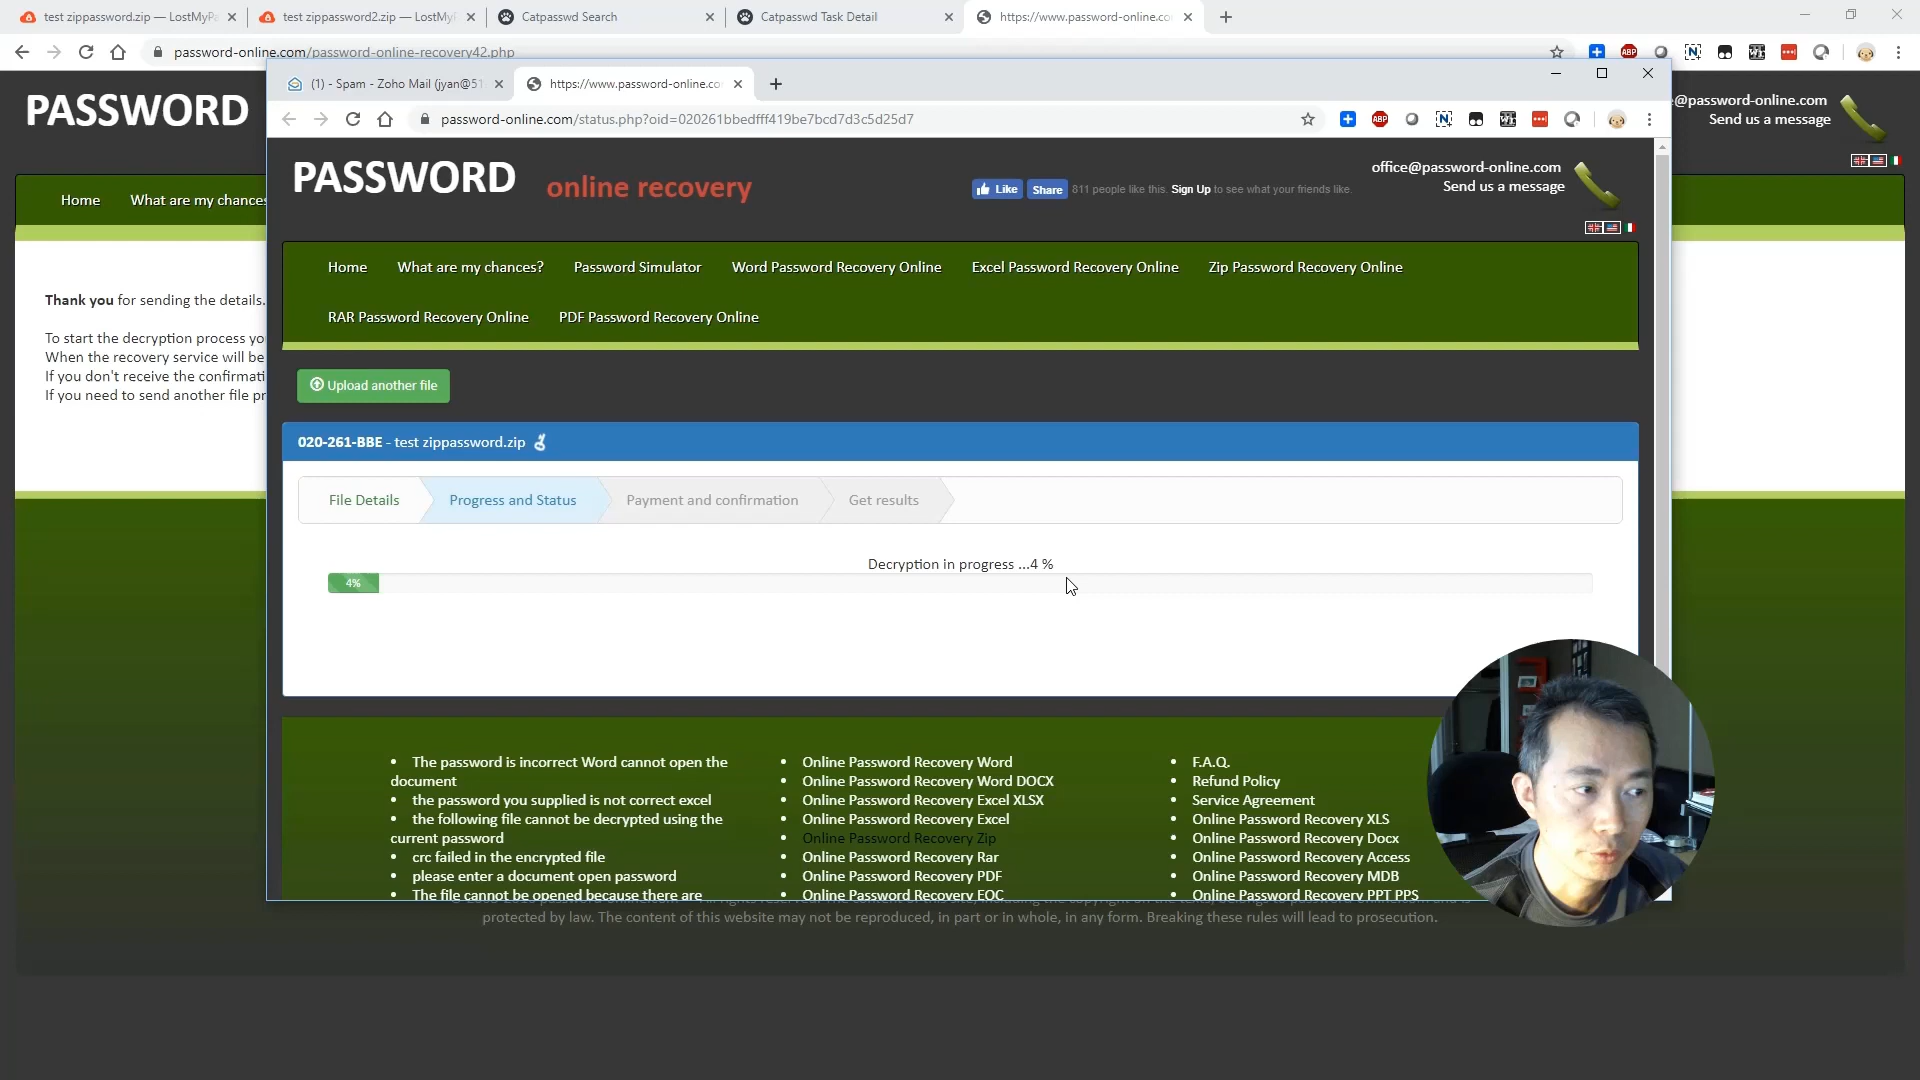 test zippassword.zip — LostMyPa
test zippassword2.zip — LostMyP
Catpasswd Search
Catpasswd Task Detail
https://www.password-online.co
password-online.com/password-online-recovery42.php
PASSWORD
@password-online.com
Send us a message
Home
What are my chances
Thank you for sending the details.
To start the decryption process yo
When the recovery service will be
If you don't receive the confirmati
If you need to send another file pr
(1) - Spam - Zoho Mail (jyan@51
https://www.password-online.co
password-online.com/status.php?oid=020261bbedfff419be7bcd7d3c5d25d7
ABP
PASSWORD
online recovery
Like
Share
811 people like this. Sign Up to see what your friends like.
office@password-online.com
Send us a message
Home
What are my chances?
Password Simulator
Word Password Recovery Online
Excel Password Recovery Online
Zip Password Recovery Online
RAR Password Recovery Online
PDF Password Recovery Online
Upload another file
020-261-BBE - test zippassword.zip
File Details
Progress and Status
Payment and confirmation
Get results
Decryption in progress ...4 %
4%
The password is incorrect Word cannot open the
document
the password you supplied is not correct excel
the following file cannot be decrypted using the
current password
crc failed in the encrypted file
please enter a document open password
The file cannot be opened because there are
Online Password Recovery Word
Online Password Recovery Word DOCX
Online Password Recovery Excel XLSX
Online Password Recovery Excel
Online Password Recovery Zip
Online Password Recovery Rar
Online Password Recovery PDF
Online Password Recovery EOC
F.A.Q.
Refund Policy
Service Agreement
Online Password Recovery XLS
Online Password Recovery Docx
Online Password Recovery Access
Online Password Recovery MDB
Online Password Recovery PPT PPS
protected by law. The content of this website may not be reproduced, in part or in whole, in any form. Breaking these rules will lead to prosecution.